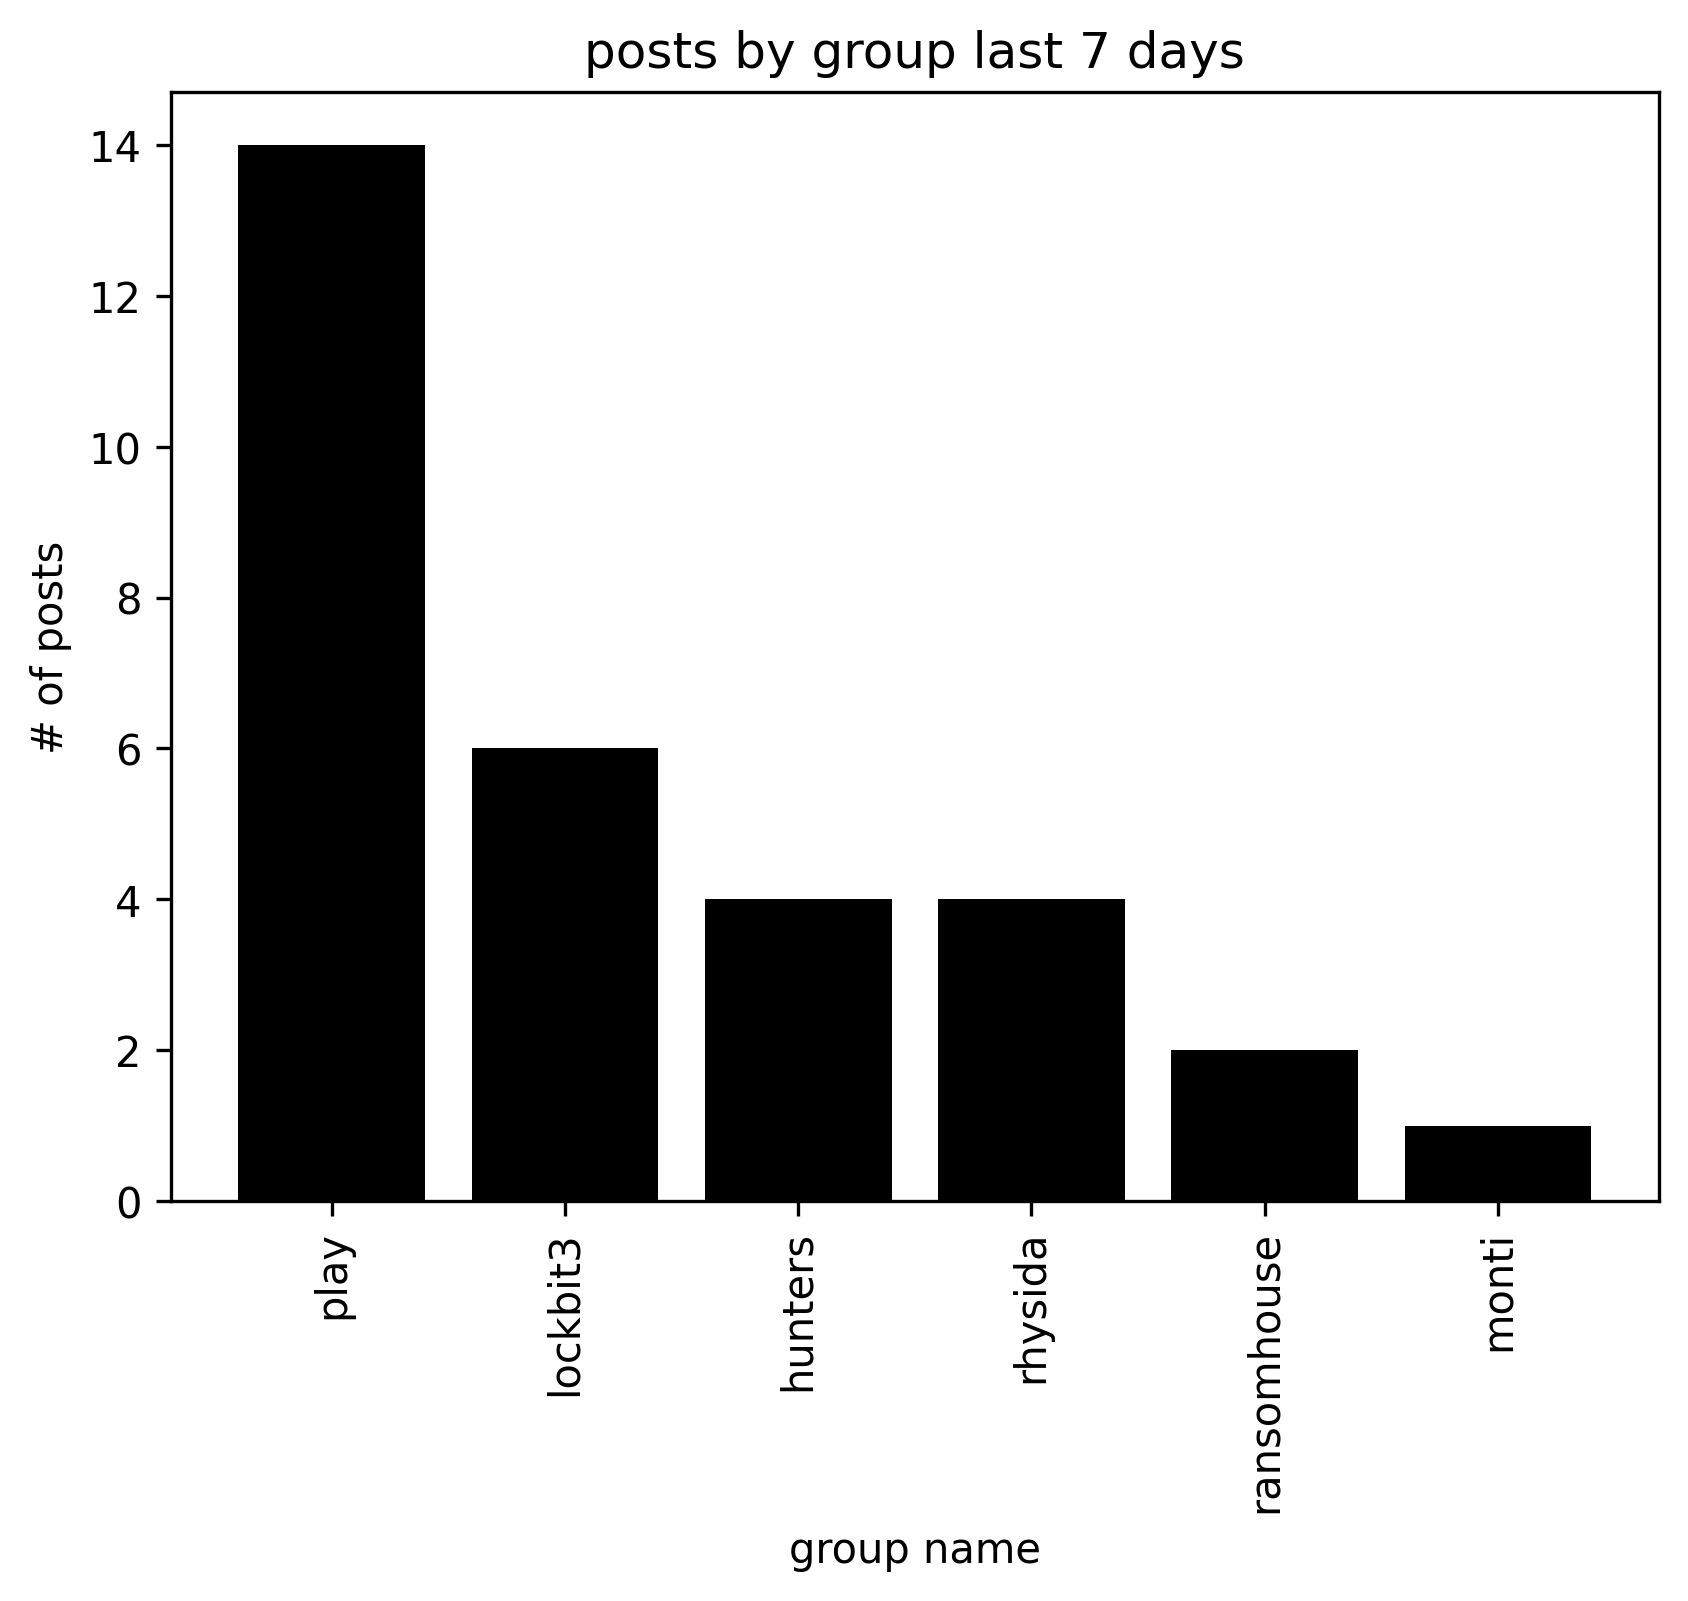 posts by group last 7 days
# of posts
14
12
10
8
6
4
2
0
play
lockbit3
hunters
rhysida
ransomhouse
monti
group name